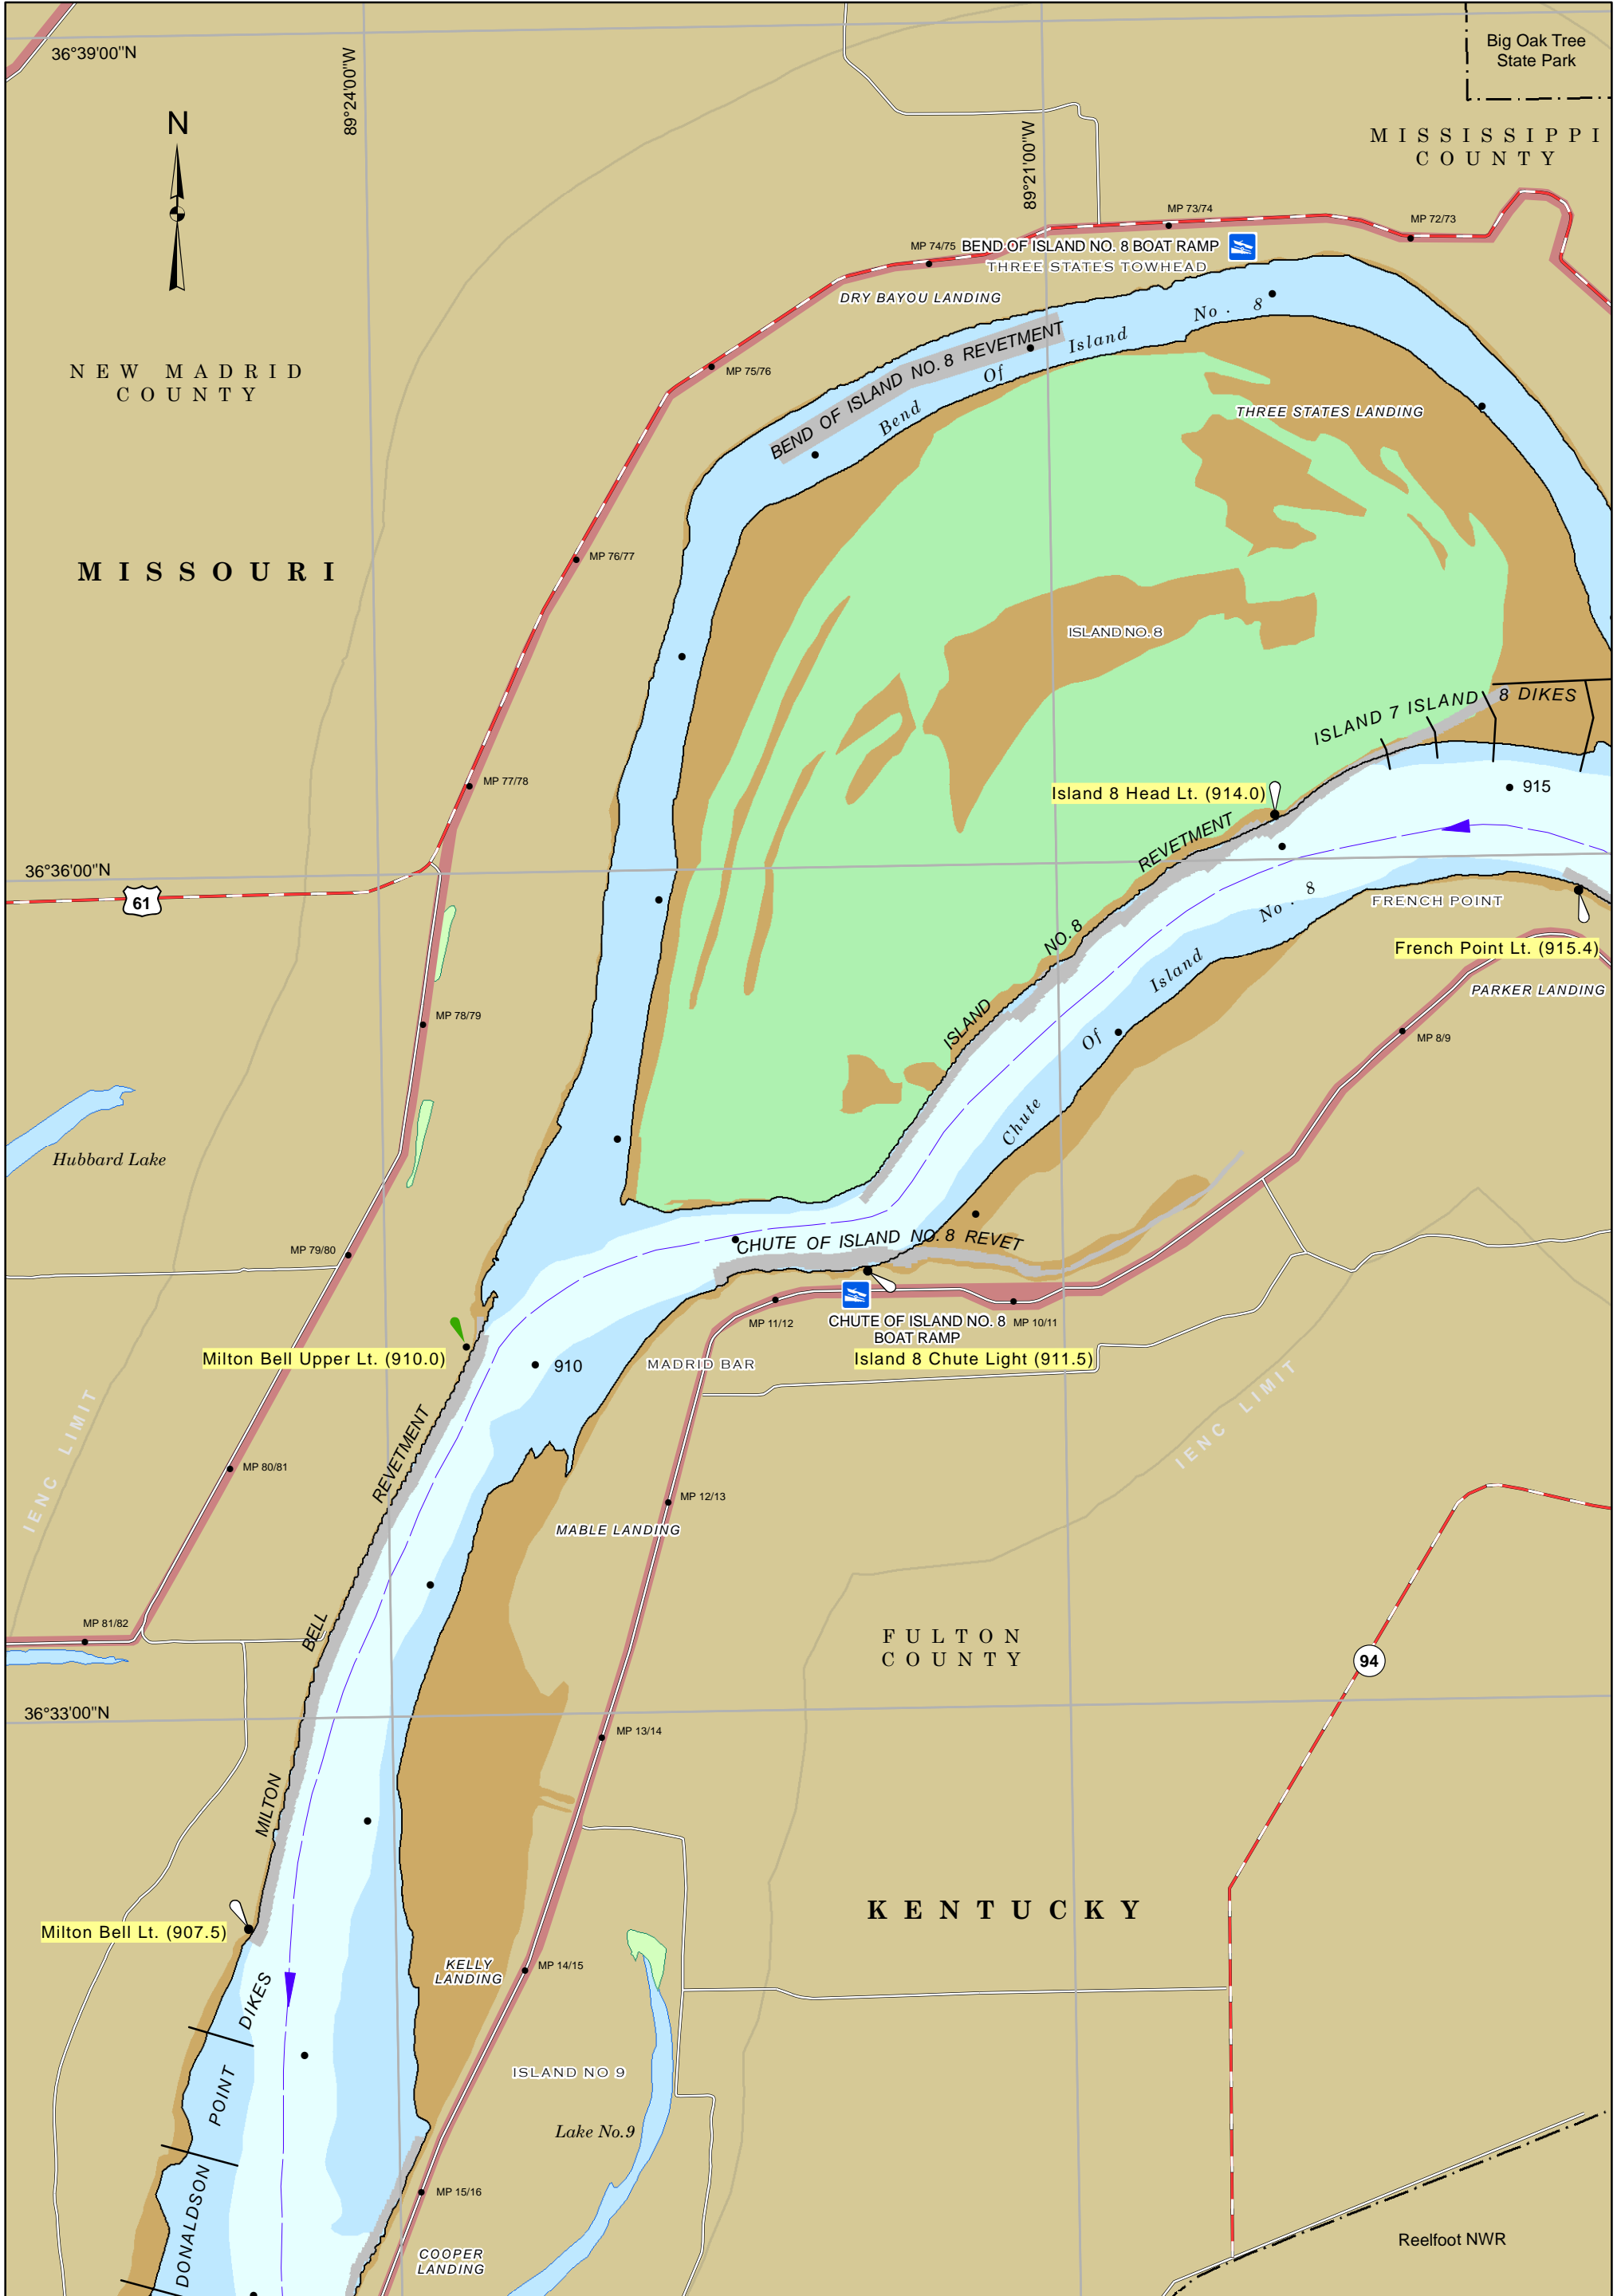 36°39'00"N
89°24'00"W
89°21'00"W
Big Oak Tree
State Park
N
MISSISSIPPI
COUNTY
MP 73/74
MP 72/73
MP 74/75
BEND OF ISLAND NO. 8 BOAT RAMP
THREE STATES TOWHEAD
DRY BAYOU LANDING
Bend Of Island No. 8
BEND OF ISLAND NO. 8 REVETMENT
NEW MADRID
COUNTY
MP 75/76
THREE STATES LANDING
MP 76/77
MISSOURI
ISLAND NO. 8
ISLAND 7 ISLAND 8 DIKES
MP 77/78
915
Island 8 Head Lt. (914.0)
36°36'00"N
61
ISLAND NO. 8 REVETMENT
Chute Of Island No. 8
FRENCH POINT
French Point Lt. (915.4)
PARKER LANDING
MP 78/79
MP 8/9
Hubbard Lake
CHUTE OF ISLAND NO. 8 REVET
MP 79/80
MP 11/12
CHUTE OF ISLAND NO. 8
BOAT RAMP
MP 10/11
Milton Bell Upper Lt. (910.0)
910
MADRID BAR
Island 8 Chute Light (911.5)
IENC LIMIT
IENC LIMIT
MP 80/81
MP 12/13
MABLE LANDING
MILTON BELL REVETMENT
MP 81/82
FULTON
COUNTY
94
36°33'00"N
MP 13/14
KENTUCKY
Milton Bell Lt. (907.5)
KELLY
LANDING
MP 14/15
DONALDSON POINT DIKES
ISLAND NO 9
Lake No.9
MP 15/16
COOPER
LANDING
Reelfoot NWR